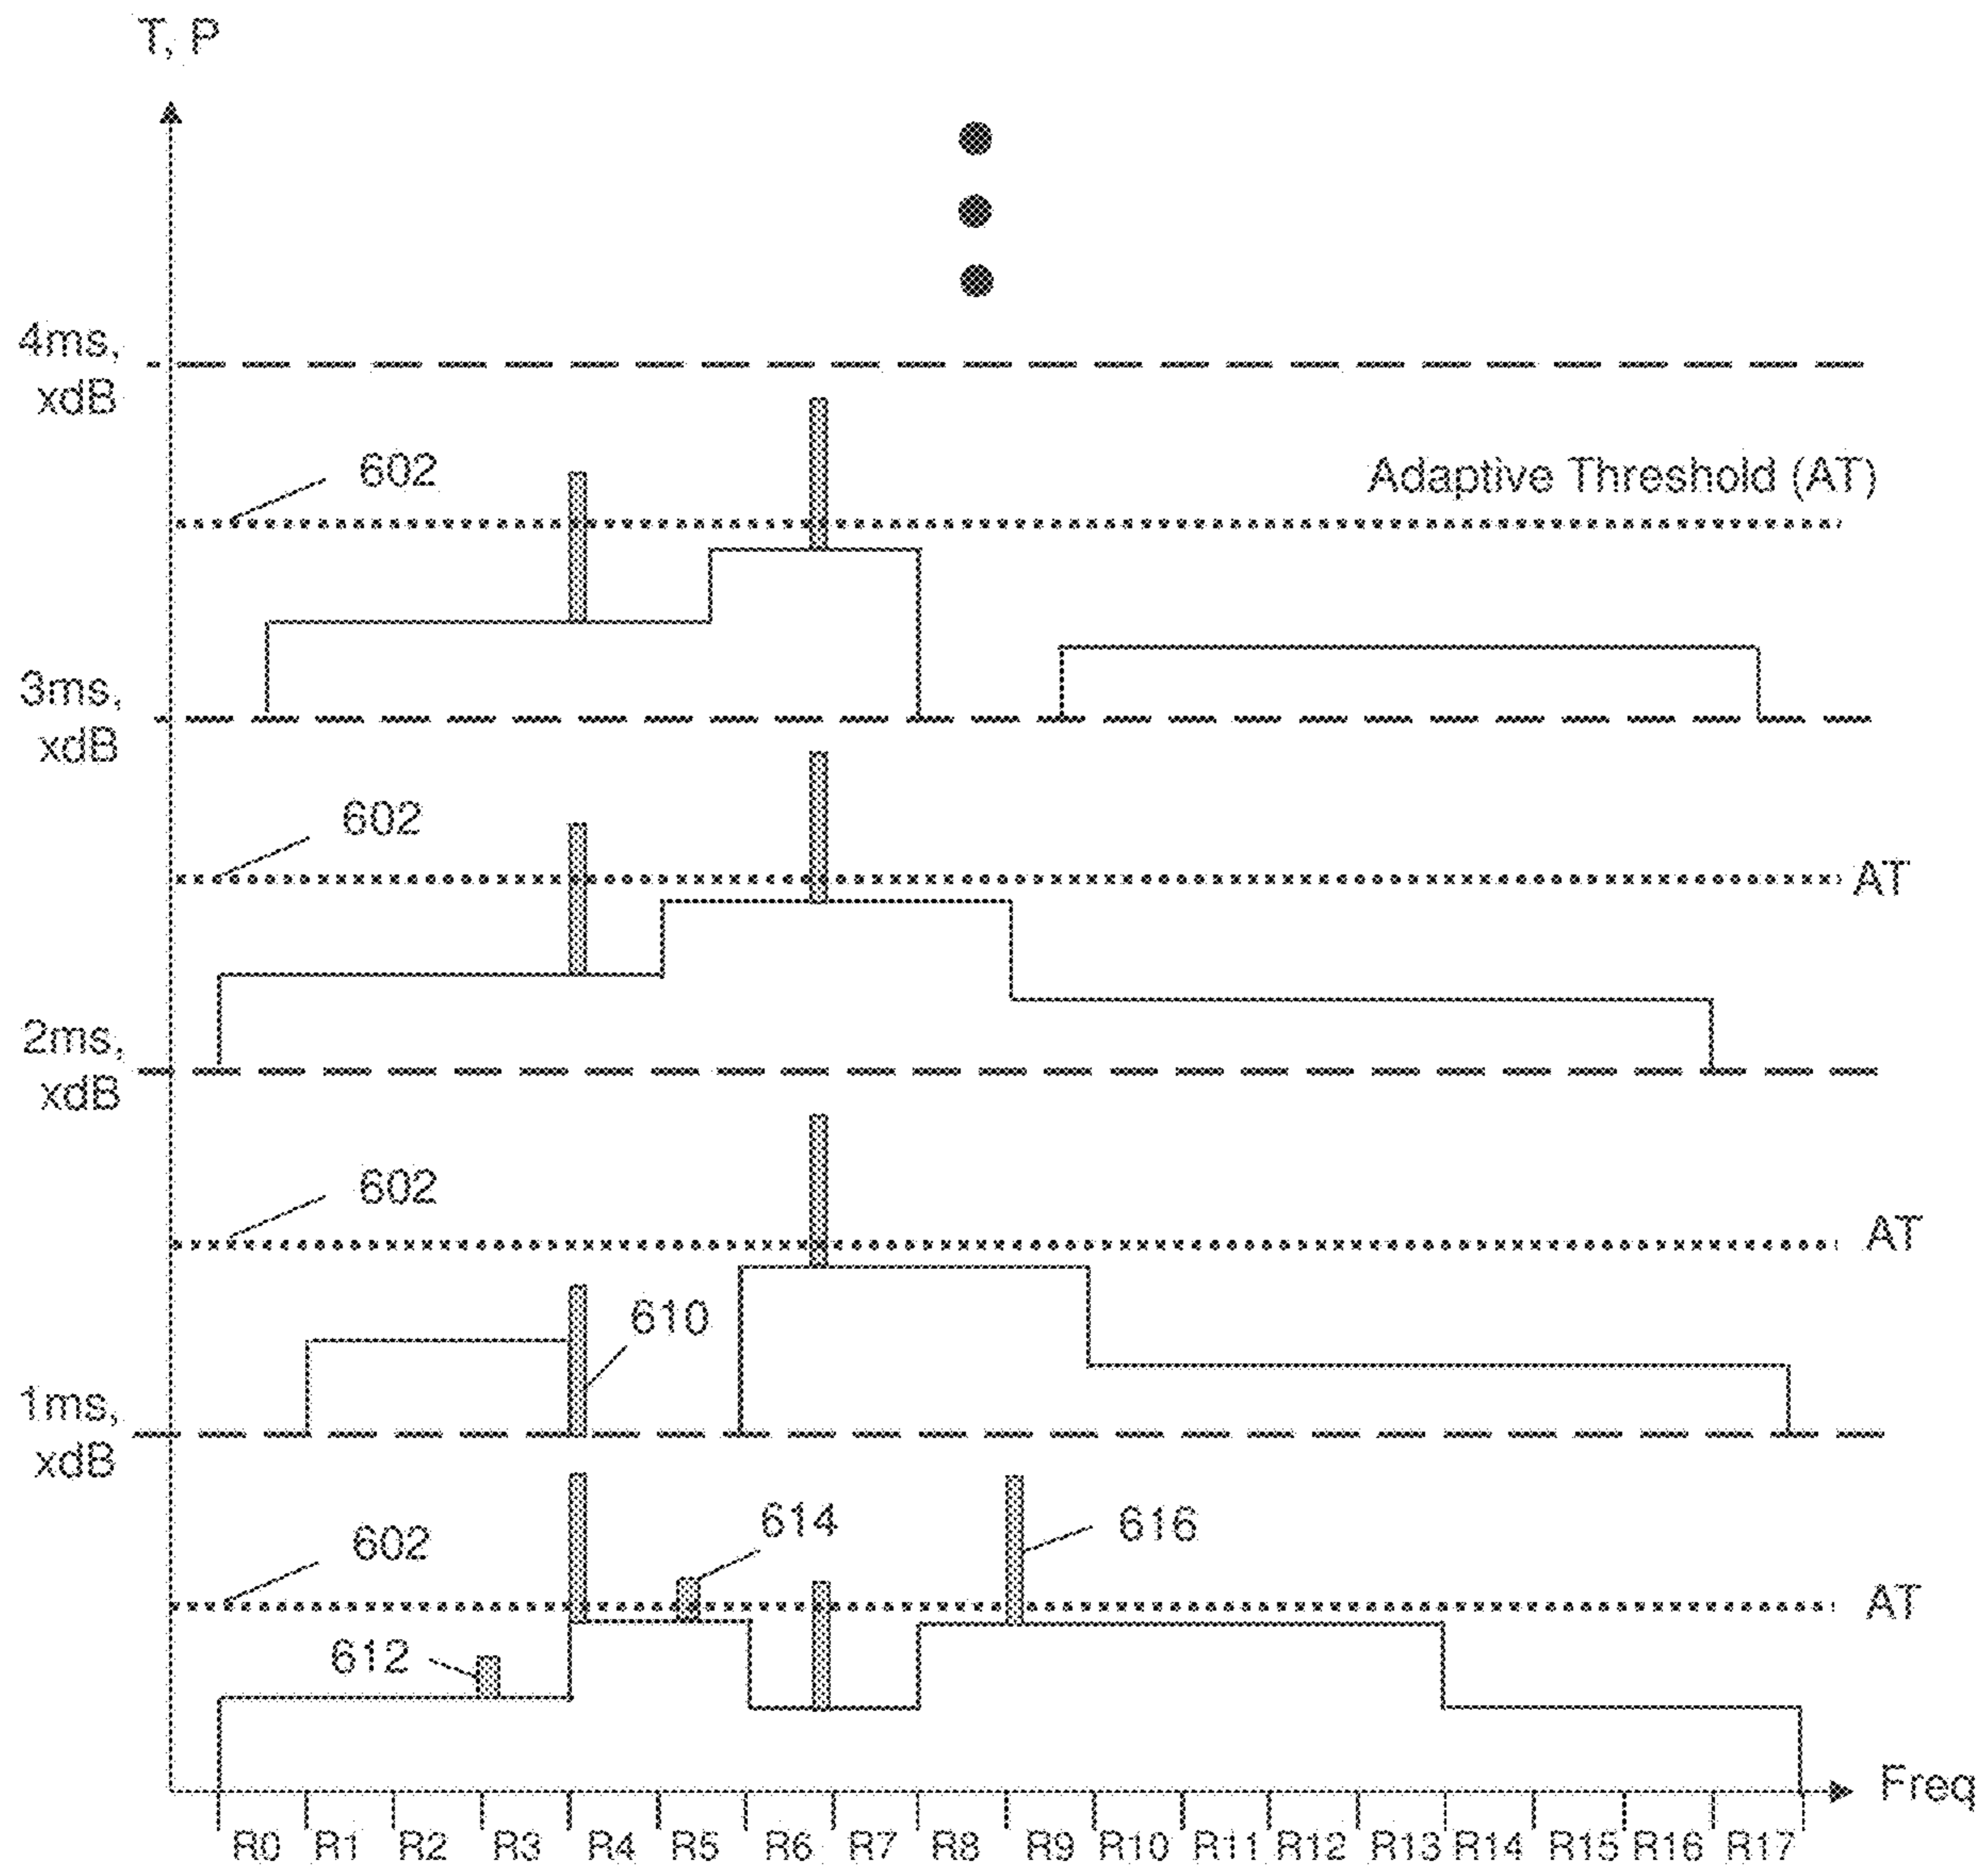 T, P
4ms,
xdB
602
Adaptive Threshold (AT)
3ms,
xdB
602
AT
2ms,
xdB
602
AT
610
1ms,
xdB
602
614
616
AT
612
Freq
R0 R1 R2 R3 R4 R5 R6 R7 R8 R9 R10 R11 R12 R13 R14 R15 R16 R17